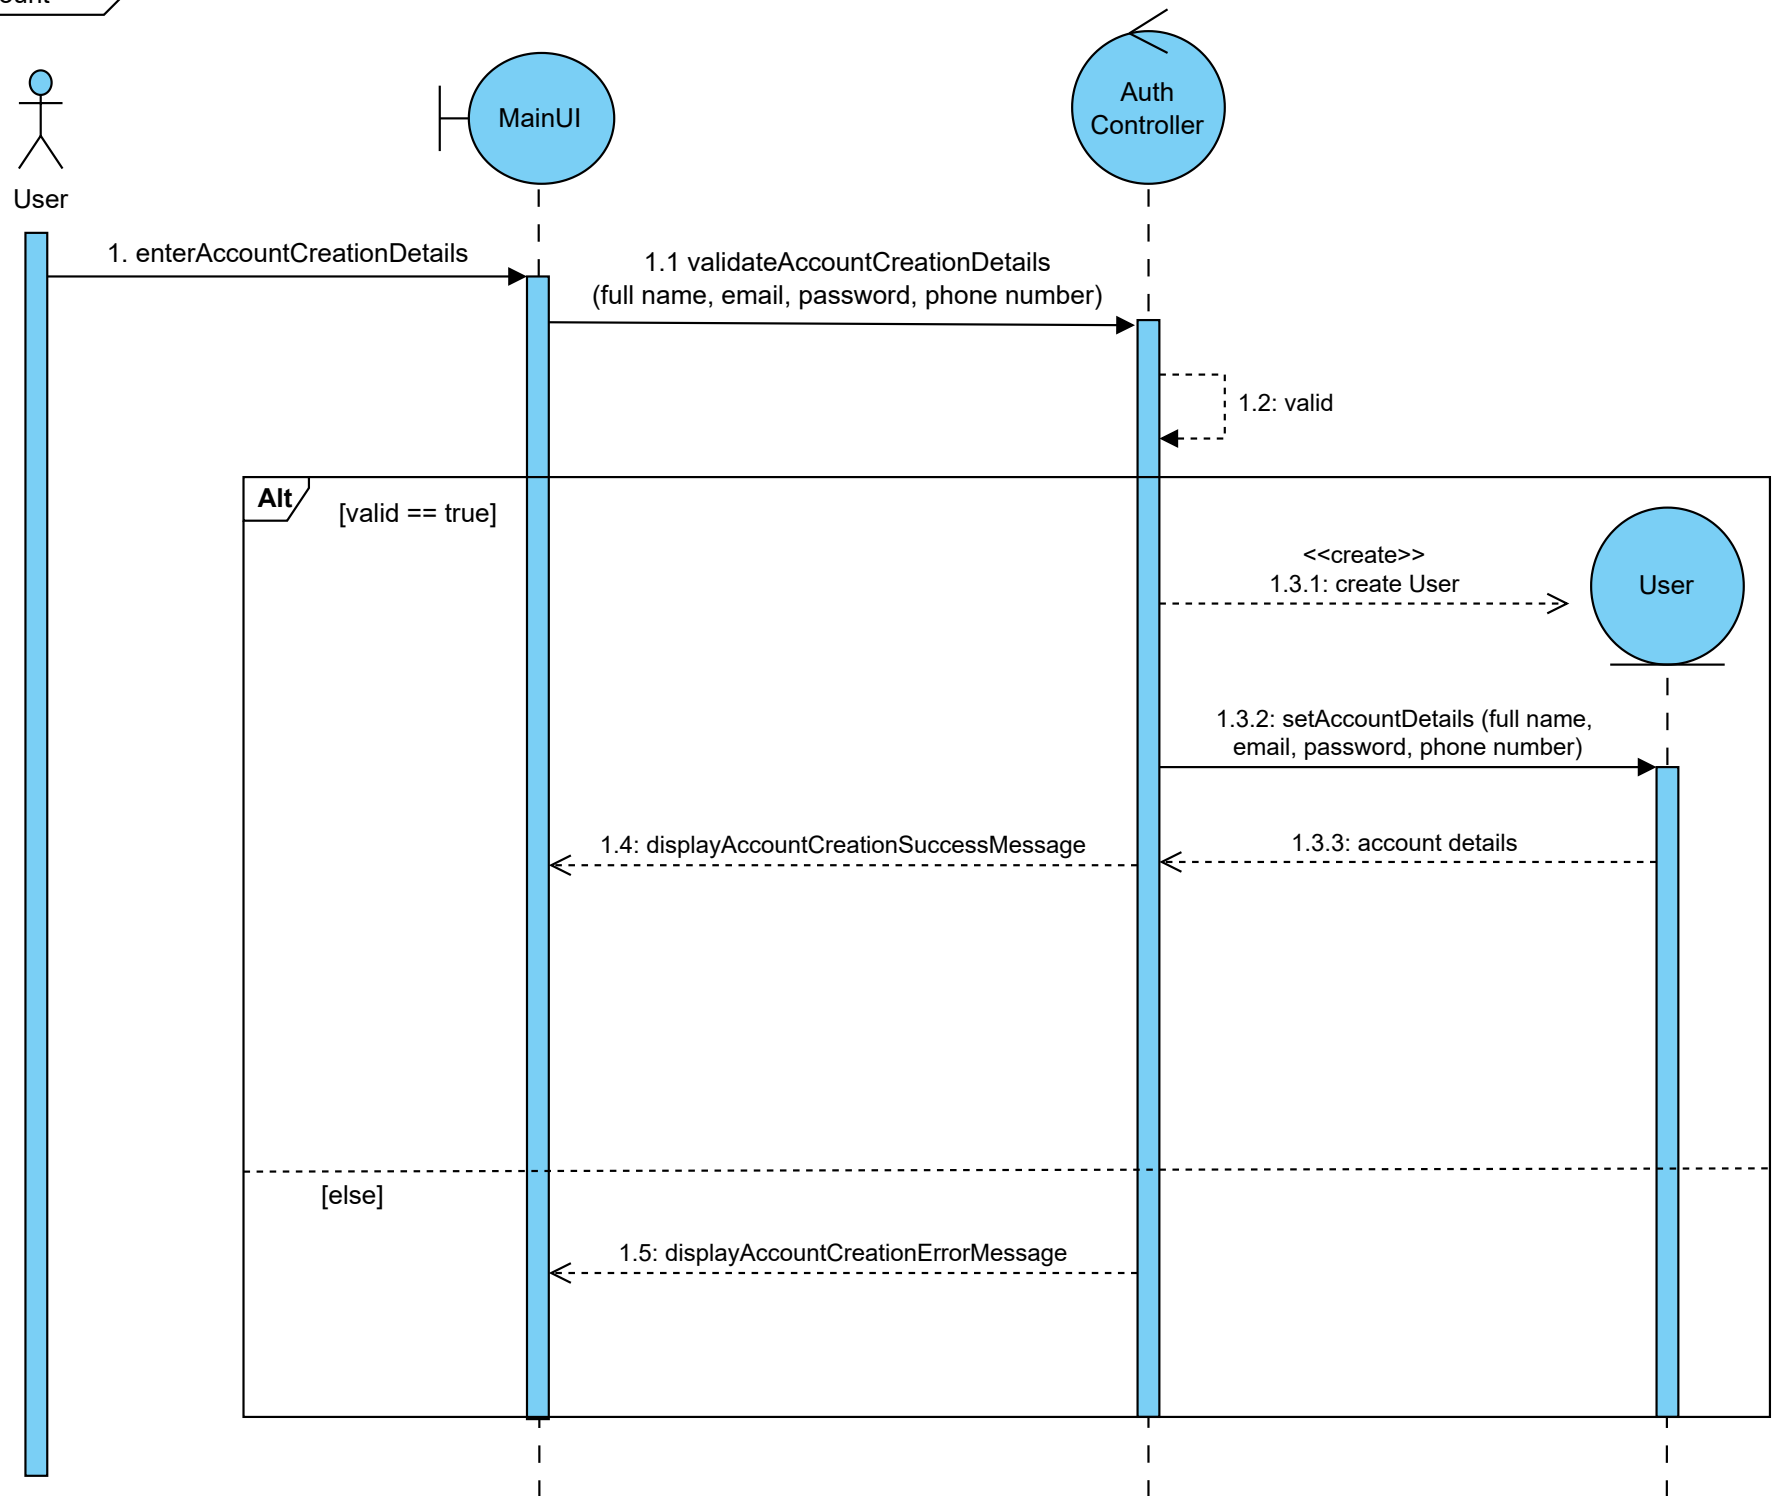 User
MainUI
Auth
Controller
1. enterAccountCreationDetails
1.1 validateAccountCreationDetails
(full name, email, password, phone number)
1.2: valid
Alt
[valid == true]
<<create>>
1.3.1: create User
User
1.3.2: setAccountDetails (full name,
email, password, phone number)
1.4: displayAccountCreationSuccessMessage
1.3.3: account details
[else]
1.5: displayAccountCreationErrorMessage